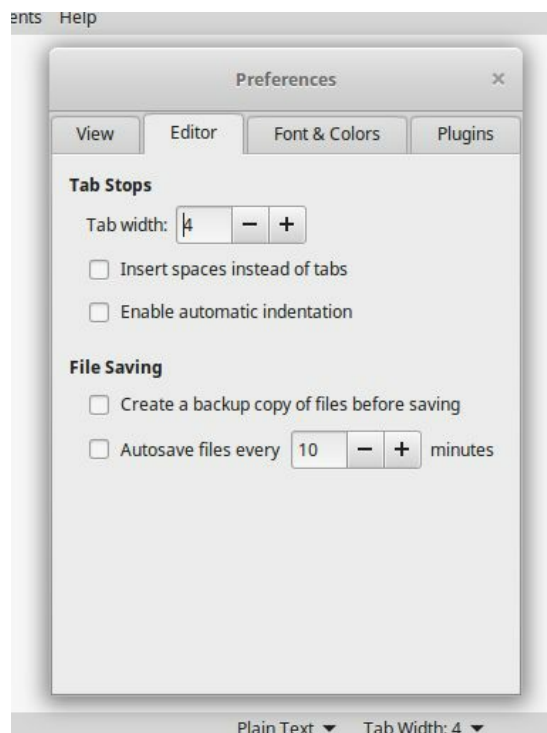 Help
Preferences ×
View Editor Font & Colors Plugins
Tab Stops
Tab width: 4 − +
Insert spaces instead of tabs
Enable automatic indentation
File Saving
Create a backup copy of files before saving
Autosave files every 10 − + minutes
Plain Text Tab Width: 4